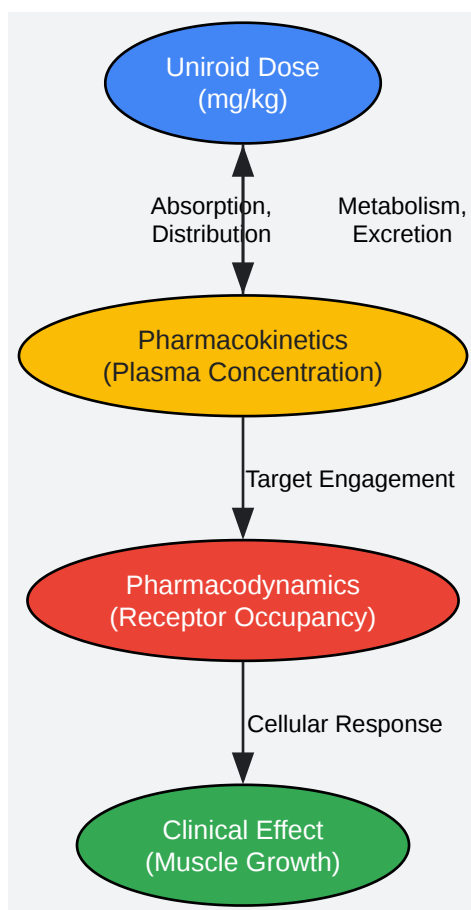 Uniroid Dose
(mg/kg)
Absorption,
Distribution
Metabolism,
Excretion
Pharmacokinetics
(Plasma Concentration)
Target Engagement
Pharmacodynamics
(Receptor Occupancy)
Cellular Response
Clinical Effect
(Muscle Growth)